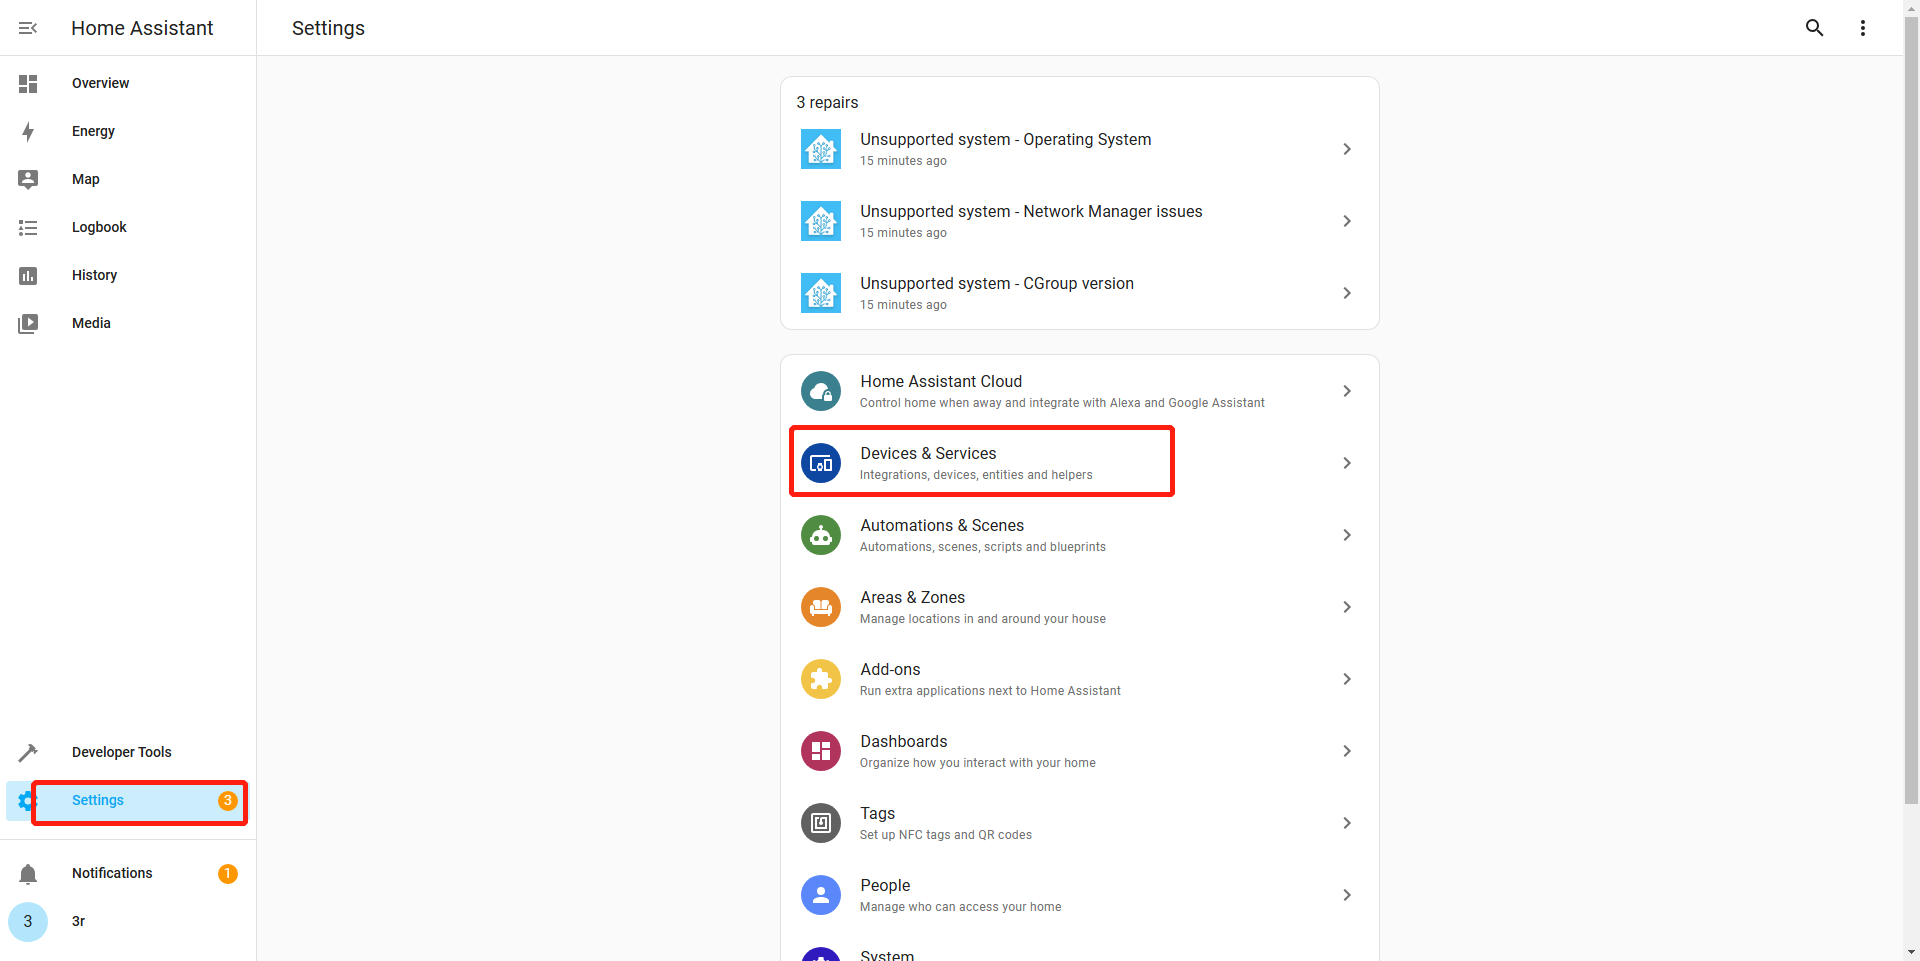 Home Assistant
Settings
Overview
Energy
Map
Logbook
History
Media
Developer Tools
Settings
3
Notifications
1
3
3r
3 repairs
Unsupported system - Operating System
15 minutes ago
Unsupported system - Network Manager issues
15 minutes ago
Unsupported system - CGroup version
15 minutes ago
Home Assistant Cloud
Control home when away and integrate with Alexa and Google Assistant
Devices & Services
Integrations, devices, entities and helpers
Automations & Scenes
Automations, scenes, scripts and blueprints
Areas & Zones
Manage locations in and around your house
Add-ons
Run extra applications next to Home Assistant
Dashboards
Organize how you interact with your home
Tags
Set up NFC tags and QR codes
People
Manage who can access your home
System